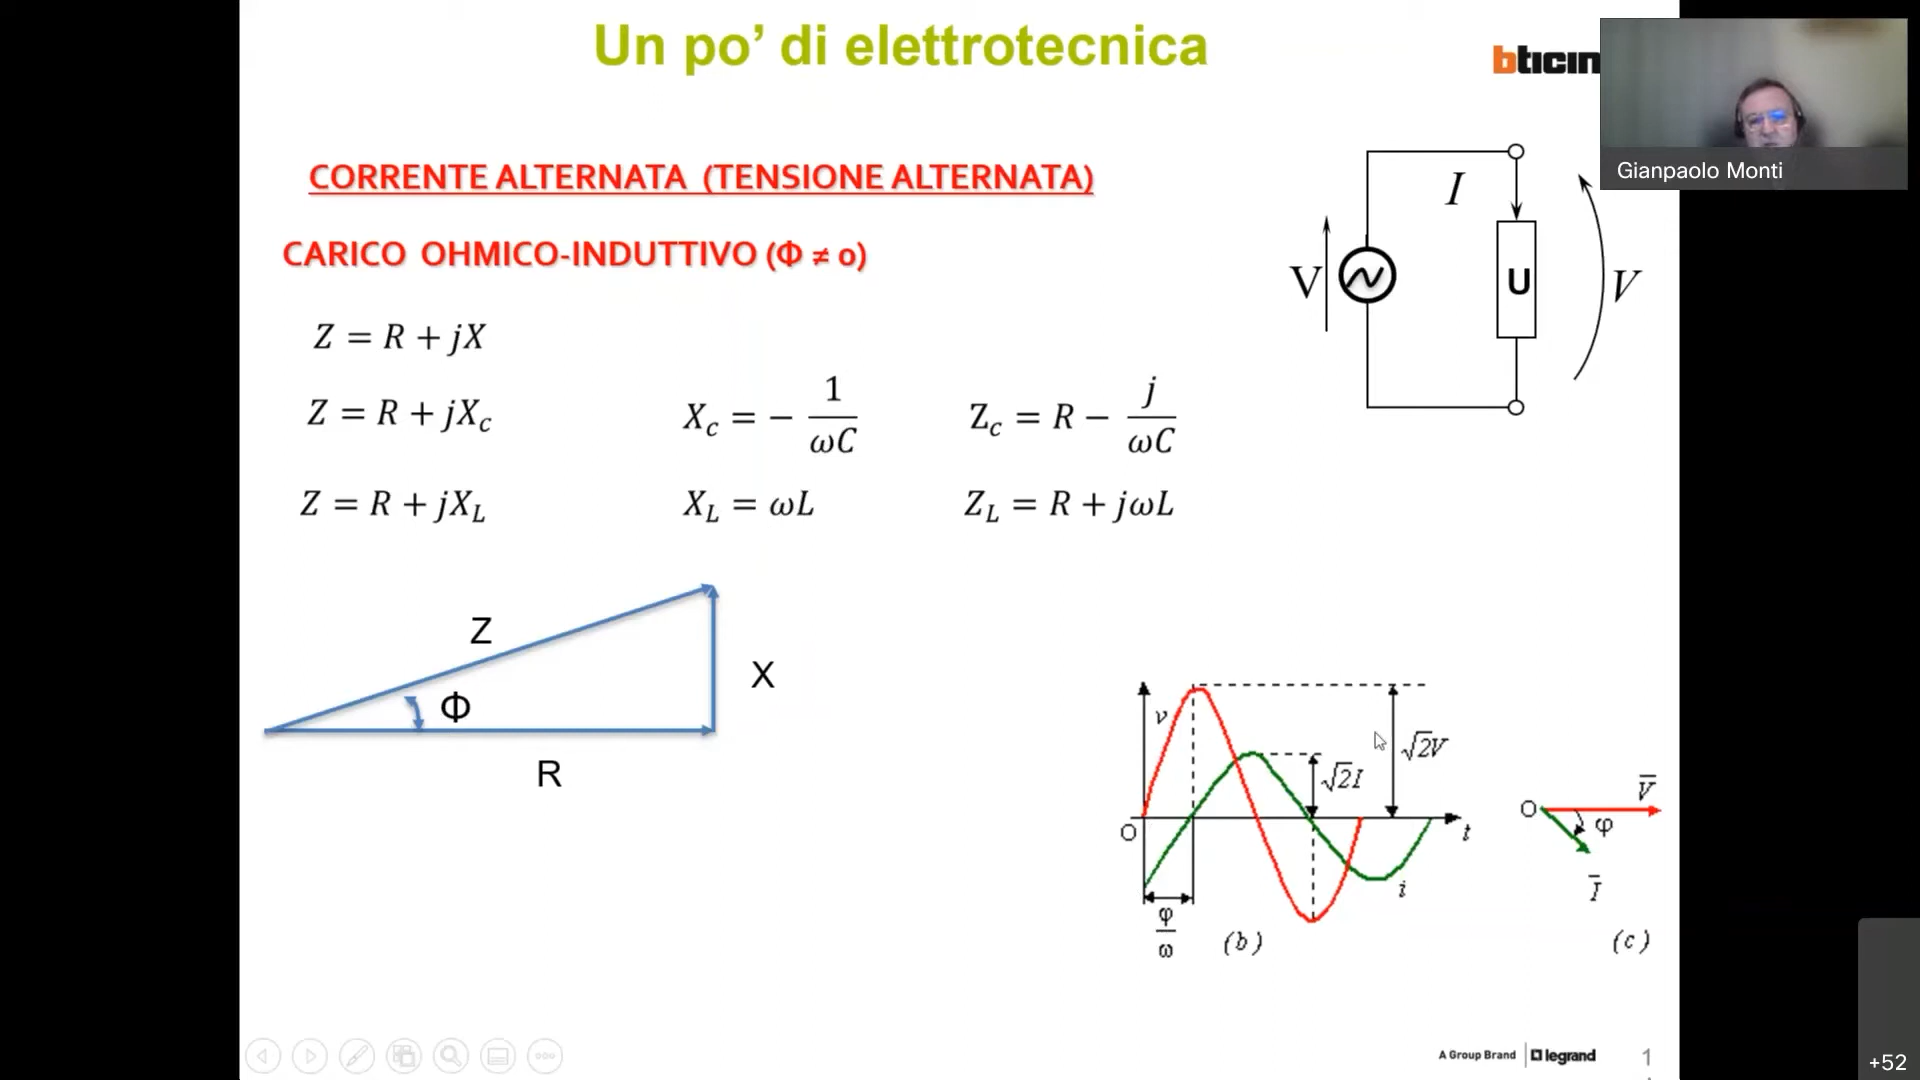 Un po’ di elettrotecnica
bticin
Gianpaolo Monti
CORRENTE ALTERNATA (TENSIONE ALTERNATA)
CARICO OHMICO-INDUTTIVO (Φ ≠ 0)
I
V
U
V
Z = R + jX
Z = R + jX_c
X_c = − 1/ωC
Z_c = R − j/ωC
Z = R + jX_L
X_L = ωL
Z_L = R + jωL
Z
Φ
X
R
v
√2I
√2V
O
t
i
φ/ω
(b)
O
V̅
φ
I̅
(c)
A Group Brand
legrand
1
+52